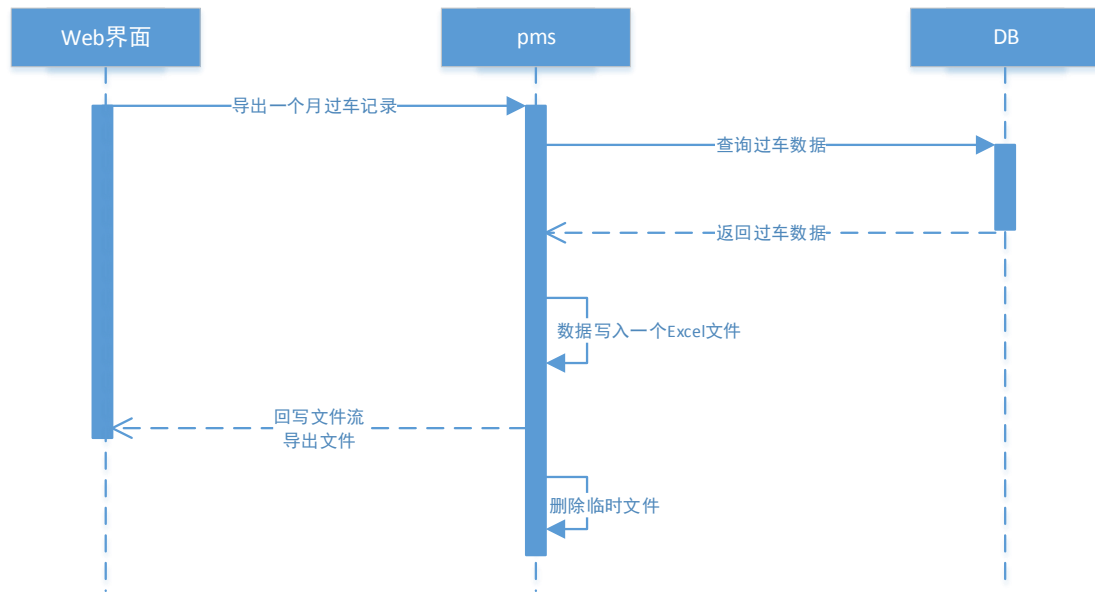 Web界面
pms
DB
导出一个月过车记录
查询过车数据
返回过车数据
数据写入一个Excel文件
回写文件流
导出文件
删除临时文件